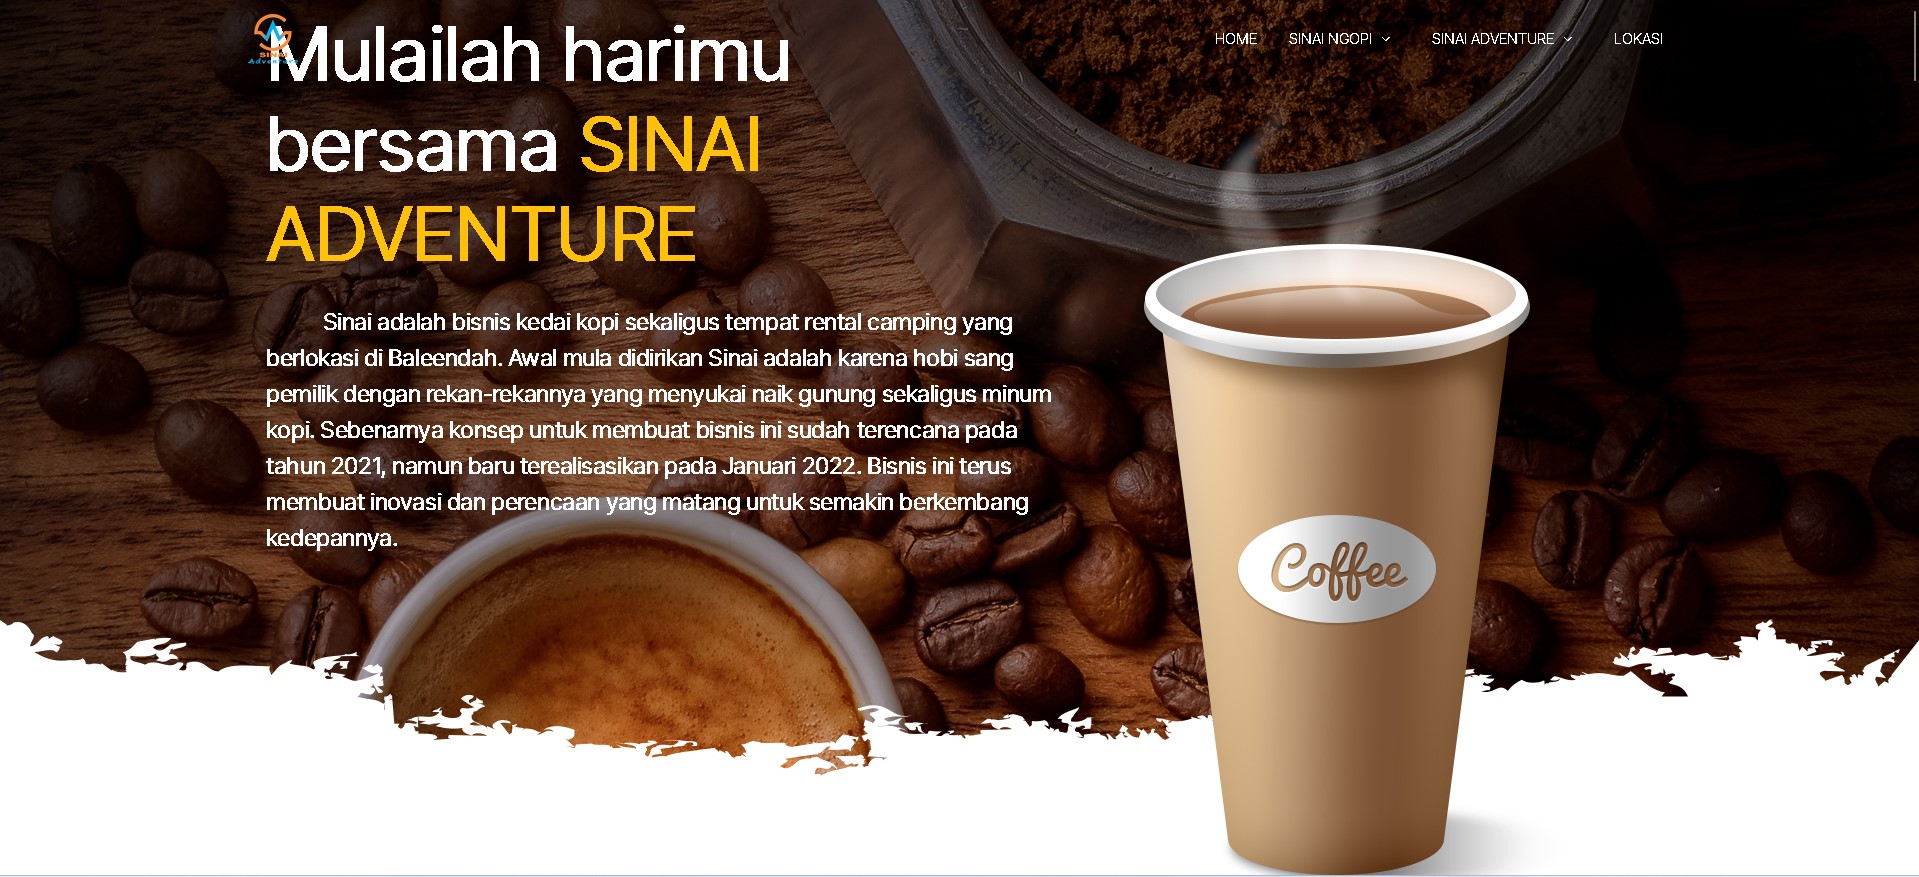 SINAI
Adventure
HOME
SINAI NGOPI
SINAI ADVENTURE
LOKASI
Mulailah harimu
bersama SINAI
ADVENTURE
Sinai adalah bisnis kedai kopi sekaligus tempat rental camping yang
berlokasi di Baleendah. Awal mula didirikan Sinai adalah karena hobi sang
pemilik dengan rekan-rekannya yang menyukai naik gunung sekaligus minum
kopi. Sebenarnya konsep untuk membuat bisnis ini sudah terencana pada
tahun 2021, namun baru terealisasikan pada Januari 2022. Bisnis ini terus
membuat inovasi dan perencaan yang matang untuk semakin berkembang
kedepannya.
Coffee